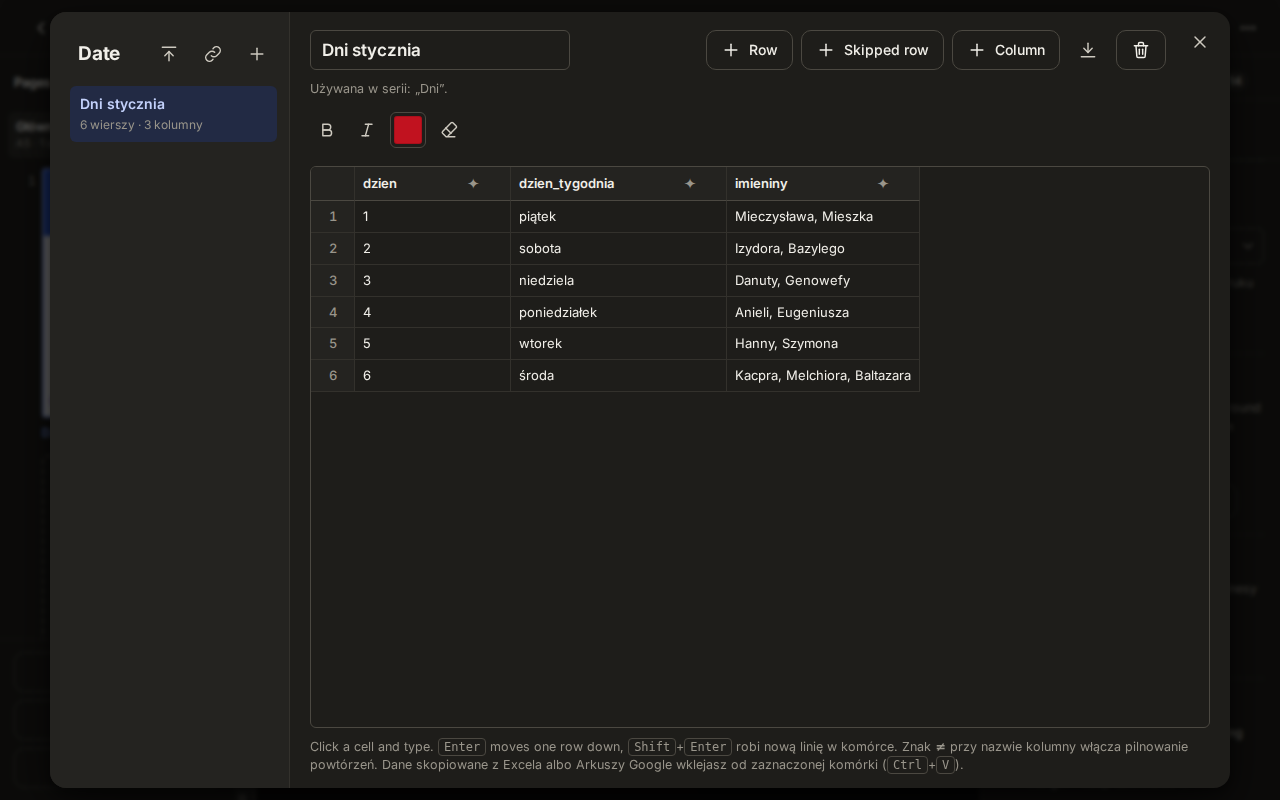 Date
Dni stycznia
6 wierszy · 3 kolumny
Dni stycznia
Row
Skipped row
Column
Używana w serii: „Dni”.
B I
dzien ✦ dzien_tygodnia ✦ imieniny ✦
1 1 piątek Mieczysława, Mieszka
2 2 sobota Izydora, Bazylego
3 3 niedziela Danuty, Genowefy
4 4 poniedziałek Anieli, Eugeniusza
5 5 wtorek Hanny, Szymona
6 6 środa Kacpra, Melchiora, Baltazara
Click a cell and type. Enter moves one row down, Shift+Enter robi nową linię w komórce. Znak ≠ przy nazwie kolumny włącza pilnowanie
powtórzeń. Dane skopiowane z Excela albo Arkuszy Google wklejasz od zaznaczonej komórki (Ctrl+V).